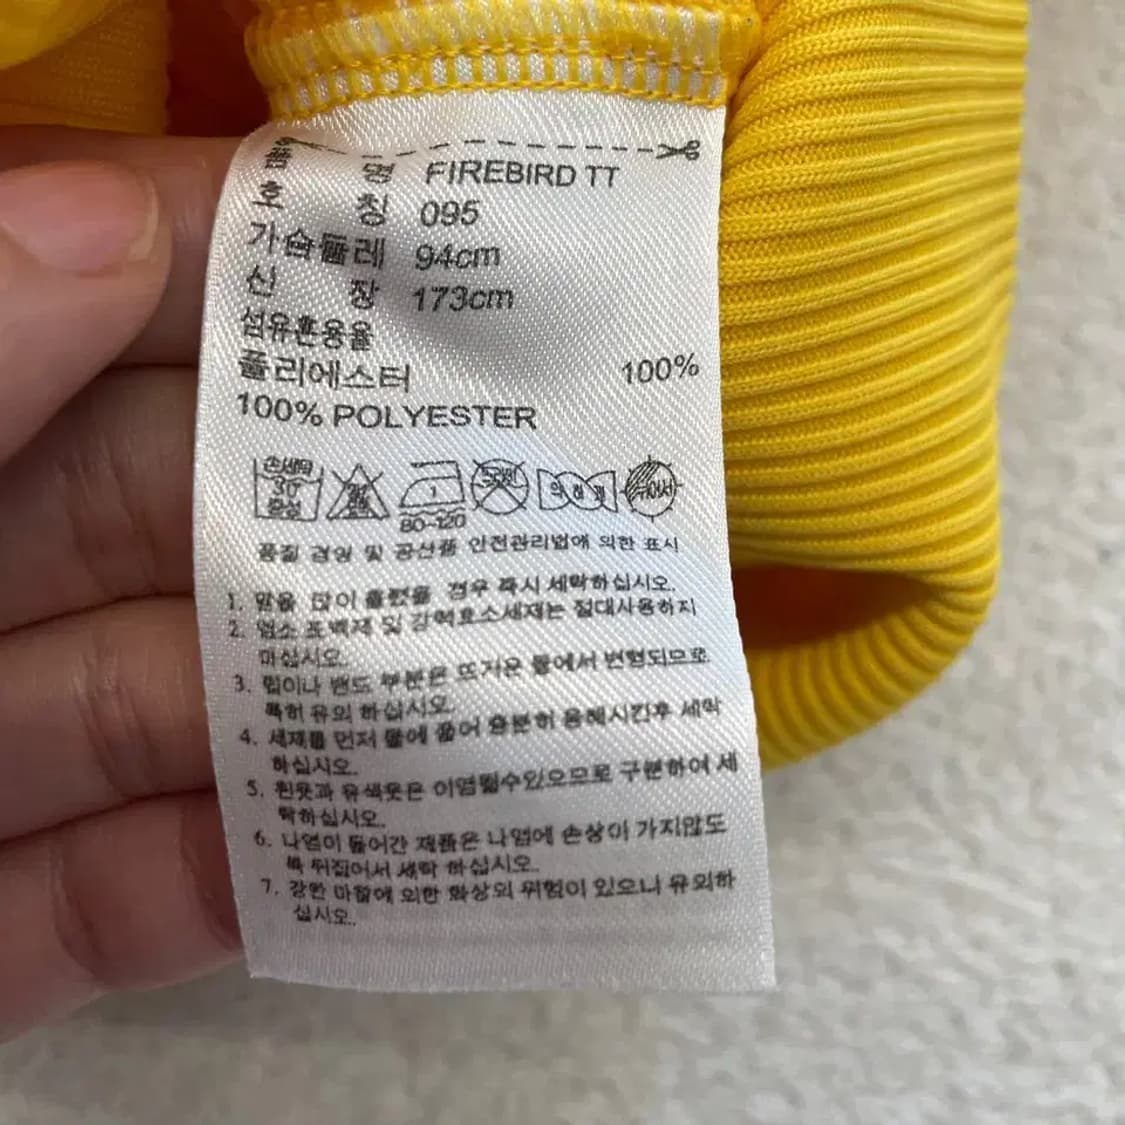 품 명 FIREBIRD TT
호 칭 095
가슴둘레 94cm
신 장 173cm
섬유혼용율
폴리에스터 100%
100% POLYESTER
손세탁 30° 중성
80~120
품질 경영 및 공산품 안전관리법에 의한 표시
1. 땀을 많이 흘렸을 경우 즉시 세탁하십시오.
2. 염소 표백제 및 강력효소세제는 절대사용하지
마십시오.
3. 립이나 밴드 부분은 뜨거운 물에서 변형되므로
특히 유의 하십시오.
4. 세제를 먼저 물에 풀어 충분히 용해시킨후 세탁
하십시오.
5. 흰옷과 유색옷은 이염될수있으므로 구분하여 세
탁하십시오.
6. 나염이 들어간 제품은 나염에 손상이 가지않도
록 뒤집어서 세탁 하십시오.
7. 강한 마찰에 의한 화상의 위험이 있으니 유의하
십시오.